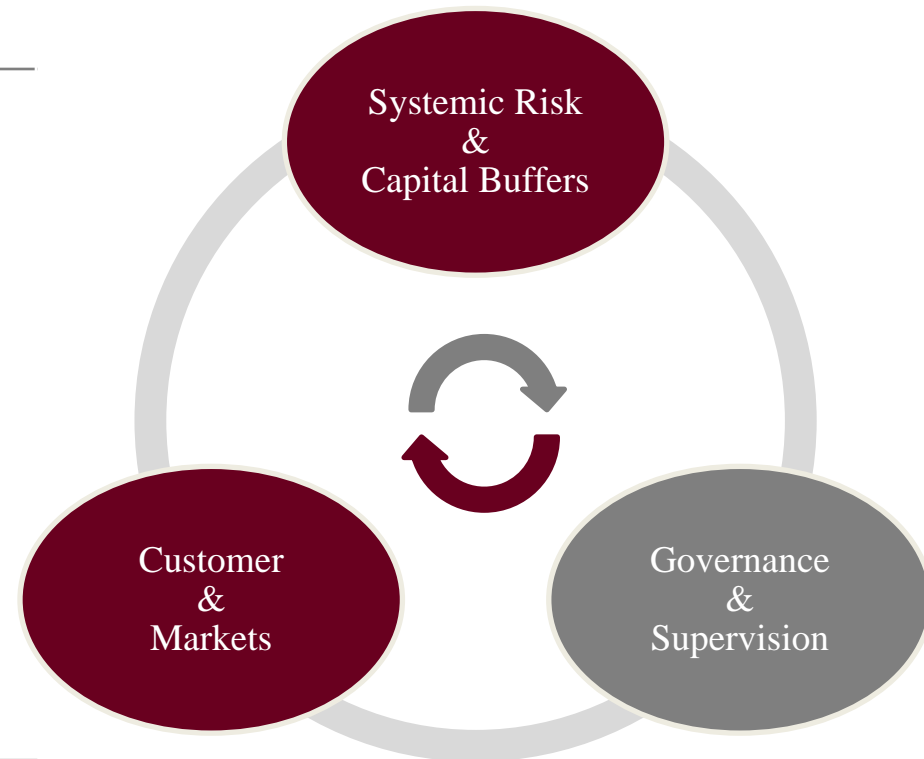 Systemic Risk
&
Capital Buffers
Customer
&
Markets
Governance
&
Supervision